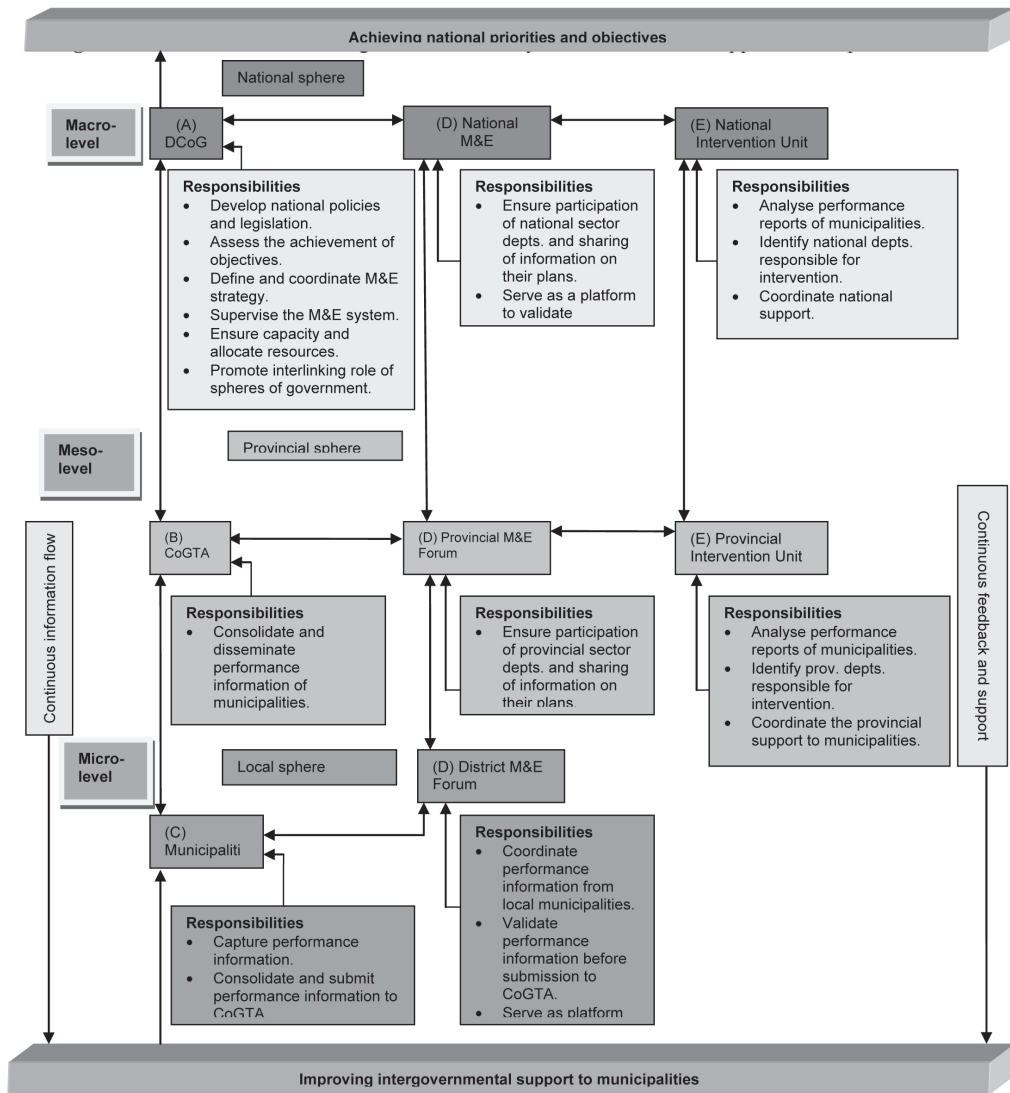 Achieving national priorities and objectives
National sphere
Macro-
level
(A)
DCoG
(D) National
M&E
(E) National
Intervention Unit
Responsibilities
• Develop national policies
and legislation.
• Assess the achievement of
objectives.
• Define and coordinate M&E
strategy.
• Supervise the M&E system.
• Ensure capacity and
allocate resources.
• Promote interlinking role of
spheres of government.
Responsibilities
• Ensure participation
of national sector
depts. and sharing
of information on
their plans.
• Serve as a platform
to validate
Responsibilities
• Analyse performance
reports of municipalities.
• Identify national depts.
responsible for
intervention.
• Coordinate national
support.
Provincial sphere
Meso-
level
Continuous information flow
Continuous feedback and support
(B)
CoGTA
(D) Provincial M&E
Forum
(E) Provincial
Intervention Unit
Responsibilities
• Consolidate and
disseminate
performance
information of
municipalities.
Responsibilities
• Ensure participation
of provincial sector
depts. and sharing
of information on
their plans.
Responsibilities
• Analyse performance
reports of municipalities.
• Identify prov. depts.
responsible for
intervention.
• Coordinate the provincial
support to municipalities.
Micro-
level
Local sphere
(D) District M&E
Forum
(C)
Municipaliti
Responsibilities
• Capture performance
information.
• Consolidate and submit
performance information to
CoGTA
Responsibilities
• Coordinate
performance
information from
local municipalities.
• Validate
performance
information before
submission to
CoGTA.
• Serve as platform
Improving intergovernmental support to municipalities